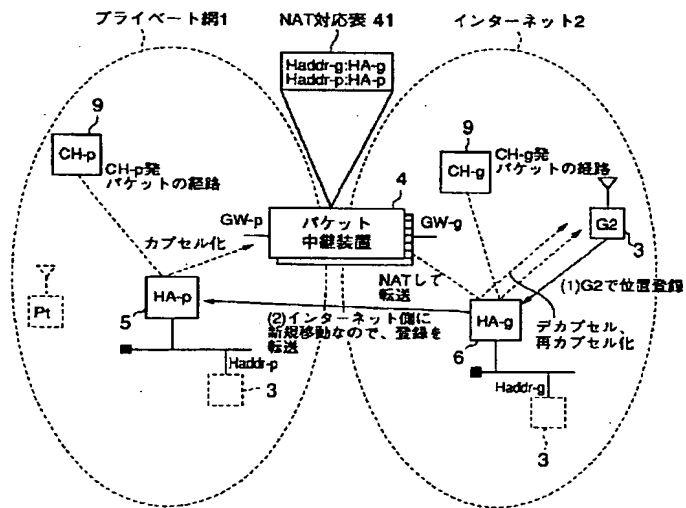 プライベート網1
NAT対応表 41
インターネット2
Haddr-g:HA-g
Haddr-p:HA-p
9
CH-p
CH-p発
パケットの経路
9
CH-g
CH-g発
パケットの経路
4
GW-p
パケット
中継装置
GW-g
カプセル化
G2
3
NATして
転送
(1)G2で位置登録
Pt
HA-p
5
(2)インターネット側に
新規移動なので、登録を
転送
HA-g
6
デカプセル、
再カプセル化
Haddr-p
3
Haddr-g
3